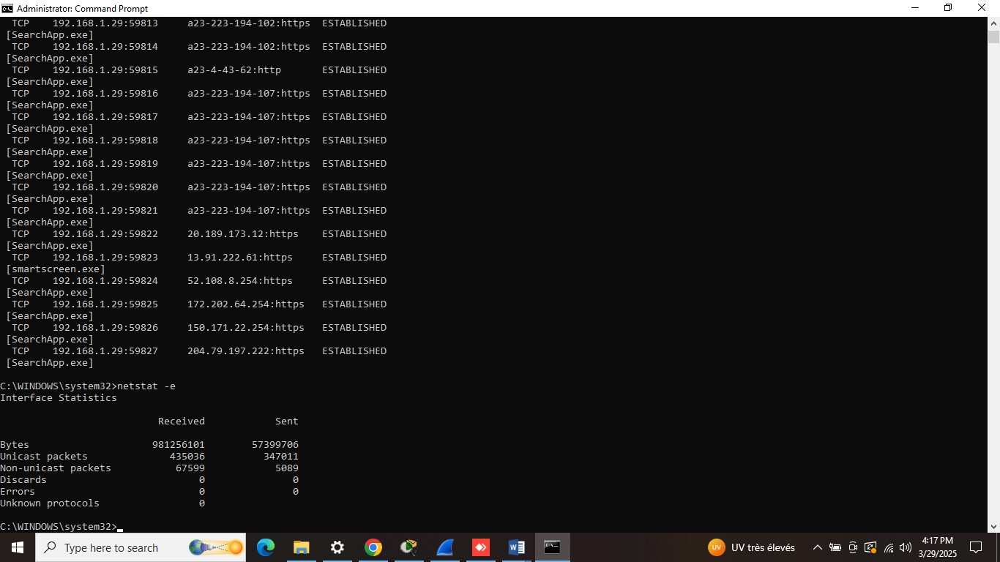 Administrator: Command Prompt
TCP    192.168.1.29:59813     a23-223-194-102:https  ESTABLISHED
[SearchApp.exe]
TCP    192.168.1.29:59814     a23-223-194-102:https  ESTABLISHED
[SearchApp.exe]
TCP    192.168.1.29:59815     a23-4-43-62:http       ESTABLISHED
[SearchApp.exe]
TCP    192.168.1.29:59816     a23-223-194-107:https  ESTABLISHED
[SearchApp.exe]
TCP    192.168.1.29:59817     a23-223-194-107:https  ESTABLISHED
[SearchApp.exe]
TCP    192.168.1.29:59818     a23-223-194-107:https  ESTABLISHED
[SearchApp.exe]
TCP    192.168.1.29:59819     a23-223-194-107:https  ESTABLISHED
[SearchApp.exe]
TCP    192.168.1.29:59820     a23-223-194-107:https  ESTABLISHED
[SearchApp.exe]
TCP    192.168.1.29:59821     a23-223-194-107:https  ESTABLISHED
[SearchApp.exe]
TCP    192.168.1.29:59822     20.189.173.12:https    ESTABLISHED
[SearchApp.exe]
TCP    192.168.1.29:59823     13.91.222.61:https     ESTABLISHED
[smartscreen.exe]
TCP    192.168.1.29:59824     52.108.8.254:https     ESTABLISHED
[SearchApp.exe]
TCP    192.168.1.29:59825     172.202.64.254:https   ESTABLISHED
[SearchApp.exe]
TCP    192.168.1.29:59826     150.171.22.254:https   ESTABLISHED
[SearchApp.exe]
TCP    192.168.1.29:59827     204.79.197.222:https   ESTABLISHED
[SearchApp.exe]
C:\WINDOWS\system32>netstat -e
Interface Statistics
Received            Sent
Bytes                     981256101        57399706
Unicast packets              435036          347011
Non-unicast packets           67599            5089
Discards                          0               0
Errors                            0               0
Unknown protocols                 0
C:\WINDOWS\system32>
Type here to search
UV
UV très élevés
4:17 PM
3/29/2025